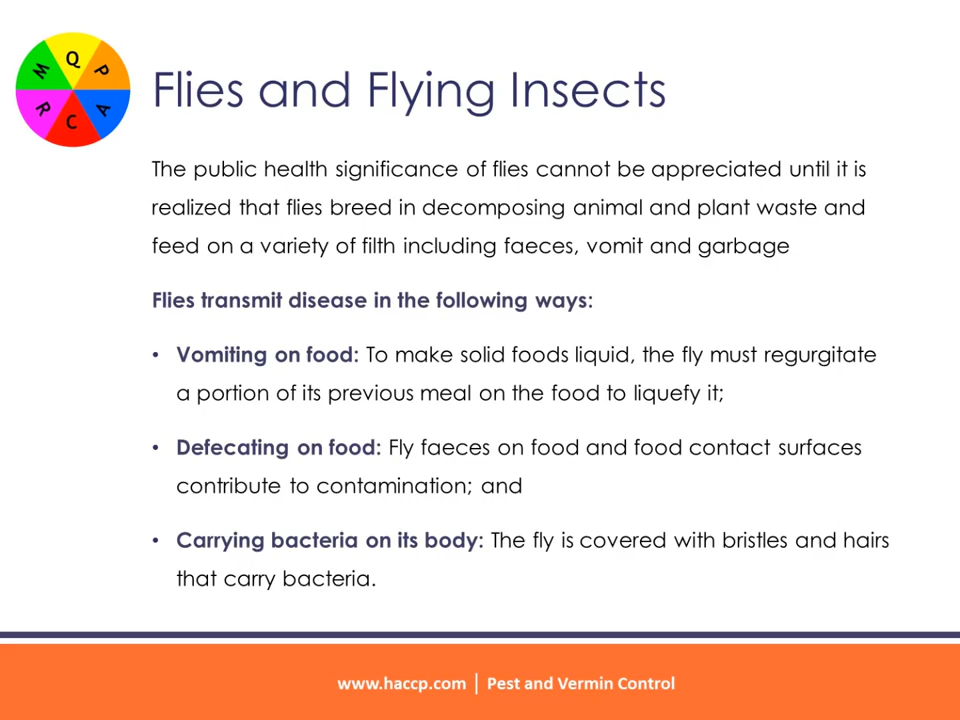 M Q P
R C A
Flies and Flying Insects
The public health significance of flies cannot be appreciated until it is
realized that flies breed in decomposing animal and plant waste and
feed on a variety of filth including faeces, vomit and garbage
Flies transmit disease in the following ways:
• Vomiting on food: To make solid foods liquid, the fly must regurgitate
a portion of its previous meal on the food to liquefy it;
• Defecating on food: Fly faeces on food and food contact surfaces
contribute to contamination; and
• Carrying bacteria on its body: The fly is covered with bristles and hairs
that carry bacteria.
www.haccp.com | Pest and Vermin Control